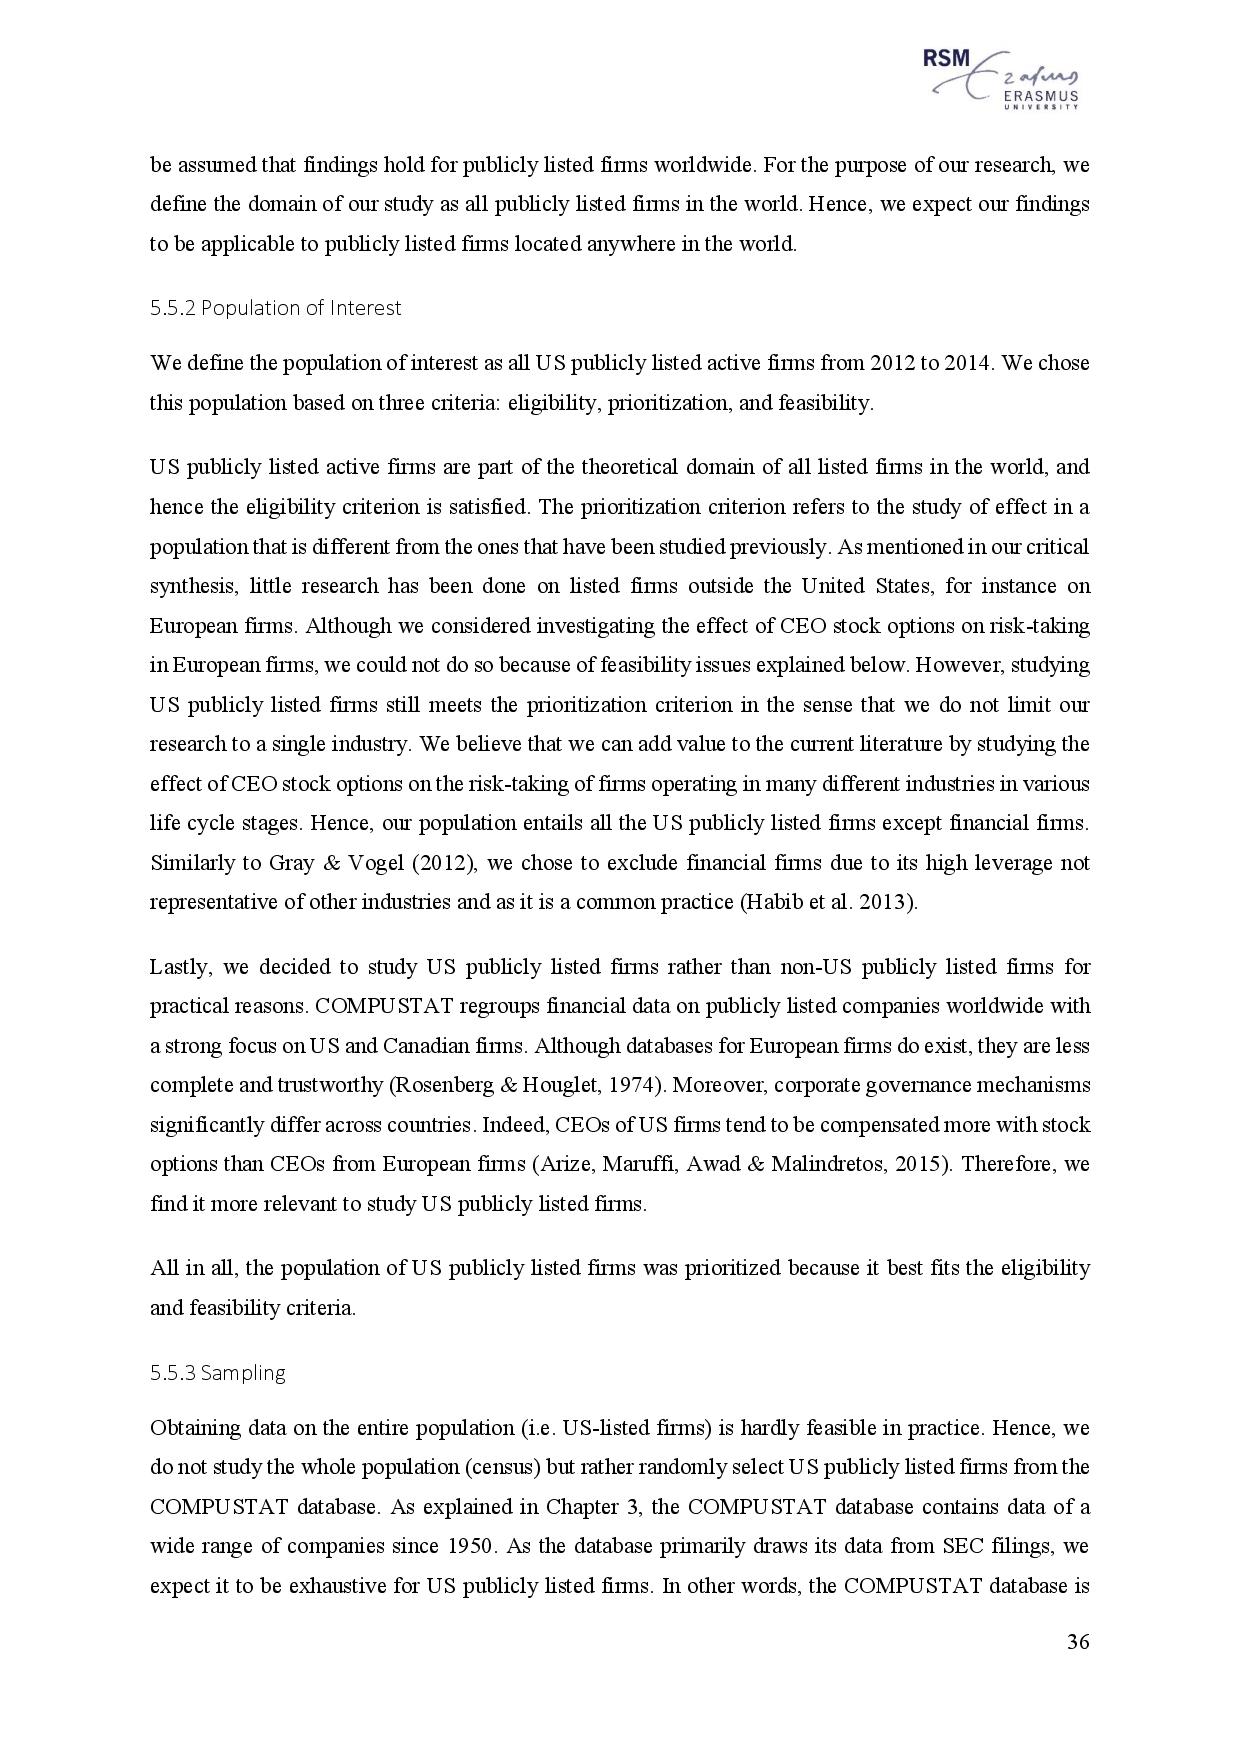 RSM
Erasmus
ERASMUS
UNIVERSITY
be assumed that findings hold for publicly listed firms worldwide. For the purpose of our research, we
define the domain of our study as all publicly listed firms in the world. Hence, we expect our findings
to be applicable to publicly listed firms located anywhere in the world.
5.5.2 Population of Interest
We define the population of interest as all US publicly listed active firms from 2012 to 2014. We chose
this population based on three criteria: eligibility, prioritization, and feasibility.
US publicly listed active firms are part of the theoretical domain of all listed firms in the world, and
hence the eligibility criterion is satisfied. The prioritization criterion refers to the study of effect in a
population that is different from the ones that have been studied previously. As mentioned in our critical
synthesis, little research has been done on listed firms outside the United States, for instance on
European firms. Although we considered investigating the effect of CEO stock options on risk-taking
in European firms, we could not do so because of feasibility issues explained below. However, studying
US publicly listed firms still meets the prioritization criterion in the sense that we do not limit our
research to a single industry. We believe that we can add value to the current literature by studying the
effect of CEO stock options on the risk-taking of firms operating in many different industries in various
life cycle stages. Hence, our population entails all the US publicly listed firms except financial firms.
Similarly to Gray & Vogel (2012), we chose to exclude financial firms due to its high leverage not
representative of other industries and as it is a common practice (Habib et al. 2013).
Lastly, we decided to study US publicly listed firms rather than non-US publicly listed firms for
practical reasons. COMPUSTAT regroups financial data on publicly listed companies worldwide with
a strong focus on US and Canadian firms. Although databases for European firms do exist, they are less
complete and trustworthy (Rosenberg & Houglet, 1974). Moreover, corporate governance mechanisms
significantly differ across countries. Indeed, CEOs of US firms tend to be compensated more with stock
options than CEOs from European firms (Arize, Maruffi, Awad & Malindretos, 2015). Therefore, we
find it more relevant to study US publicly listed firms.
All in all, the population of US publicly listed firms was prioritized because it best fits the eligibility
and feasibility criteria.
5.5.3 Sampling
Obtaining data on the entire population (i.e. US-listed firms) is hardly feasible in practice. Hence, we
do not study the whole population (census) but rather randomly select US publicly listed firms from the
COMPUSTAT database. As explained in Chapter 3, the COMPUSTAT database contains data of a
wide range of companies since 1950. As the database primarily draws its data from SEC filings, we
expect it to be exhaustive for US publicly listed firms. In other words, the COMPUSTAT database is
36